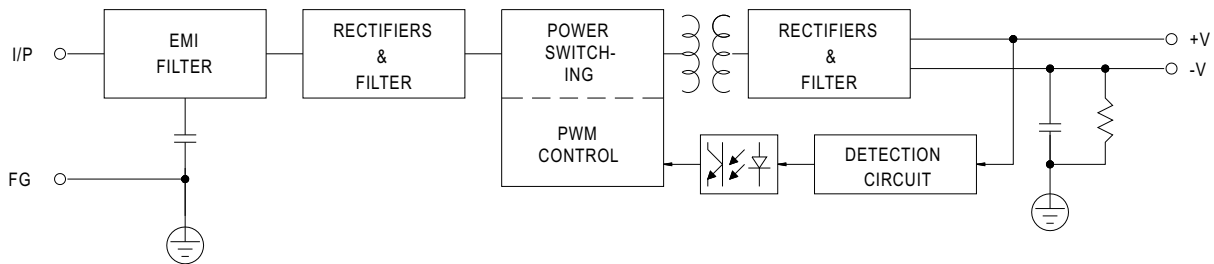 I/P
EMI
FILTER
RECTIFIERS
&
FILTER
POWER
SWITCH-
ING
PWM
CONTROL
RECTIFIERS
&
FILTER
+V
-V
DETECTION
CIRCUIT
FG